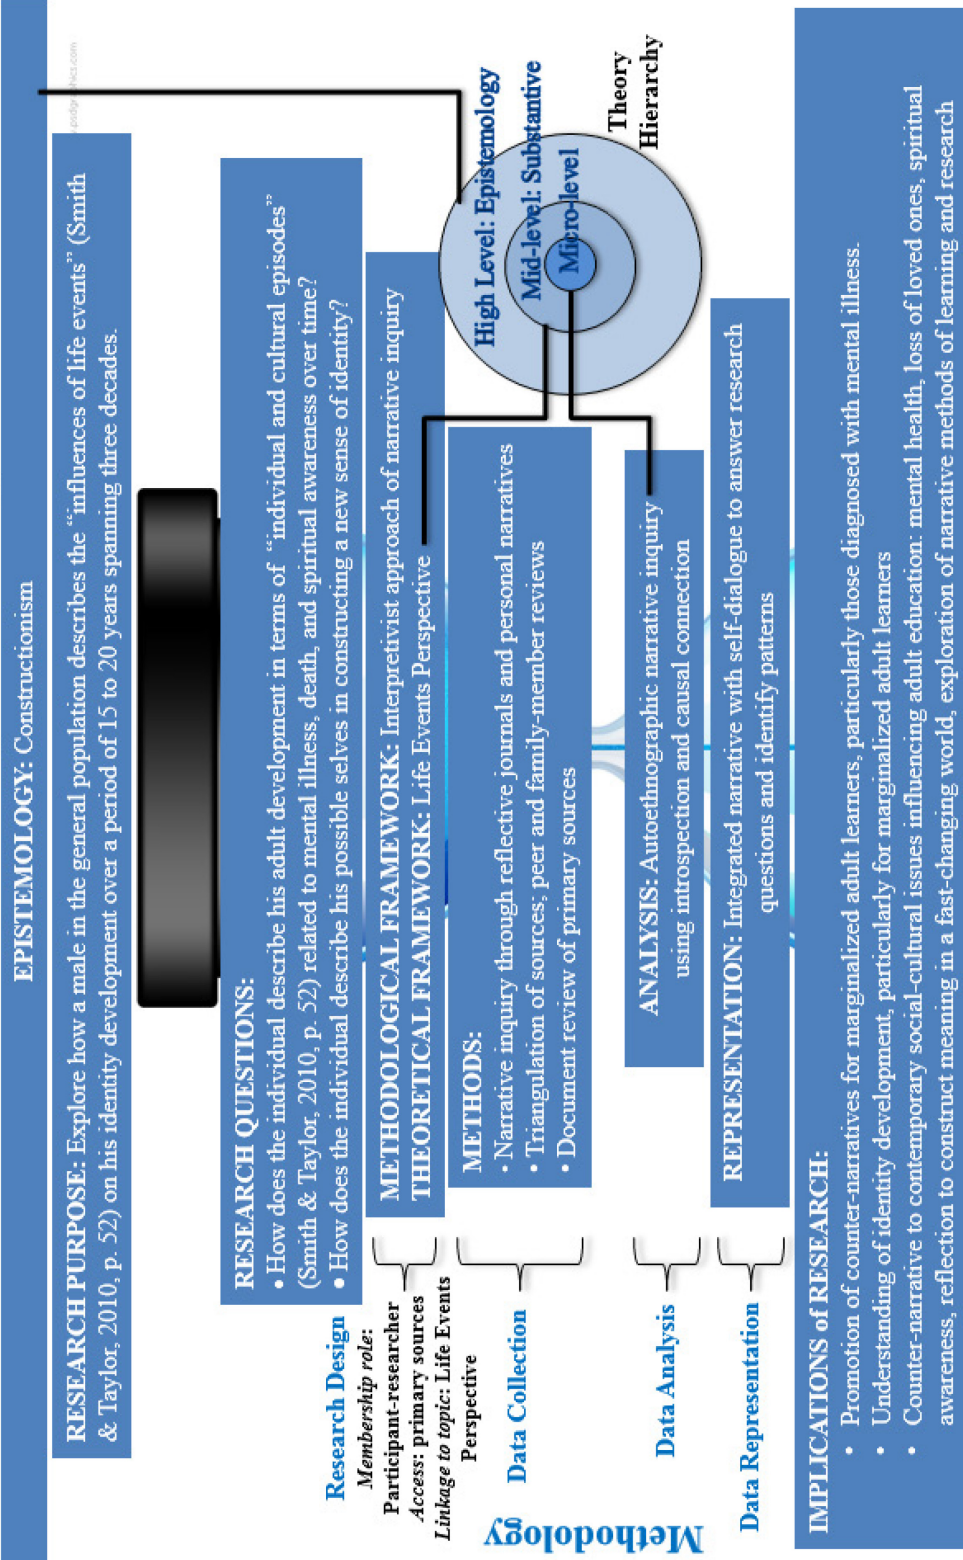 EPISTEMOLOGY: Constructionism
RESEARCH PURPOSE: Explore how a male in the general population describes the “influences of life events” (Smith
& Taylor, 2010, p. 52) on his identity development over a period of 15 to 20 years spanning three decades.
RESEARCH QUESTIONS:
• How does the individual describe his adult development in terms of “individual and cultural episodes”
(Smith & Taylor, 2010, p. 52) related to mental illness, death, and spiritual awareness over time?
• How does the individual describe his possible selves in constructing a new sense of identity?
Research Design
Membership role:
Participant-researcher
Access: primary sources
Linkage to topic: Life Events
Perspective
METHODOLOGICAL FRAMEWORK: Interpretivist approach of narrative inquiry
THEORETICAL FRAMEWORK: Life Events Perspective
Data Collection
METHODS:
• Narrative inquiry through reflective journals and personal narratives
• Triangulation of sources; peer and family-member reviews
• Document review of primary sources
High Level: Epistemology
Mid-level: Substantive
Micro-level
Theory
Hierarchy
Methodology
Data Analysis
ANALYSIS: Autoethnographic narrative inquiry
using introspection and causal connection
Data Representation
REPRESENTATION: Integrated narrative with self-dialogue to answer research
questions and identify patterns
IMPLICATIONS of RESEARCH:
• Promotion of counter-narratives for marginalized adult learners, particularly those diagnosed with mental illness.
• Understanding of identity development, particularly for marginalized adult learners
• Counter-narrative to contemporary social-cultural issues influencing adult education: mental health, loss of loved ones, spiritual
awareness, reflection to construct meaning in a fast-changing world, exploration of narrative methods of learning and research